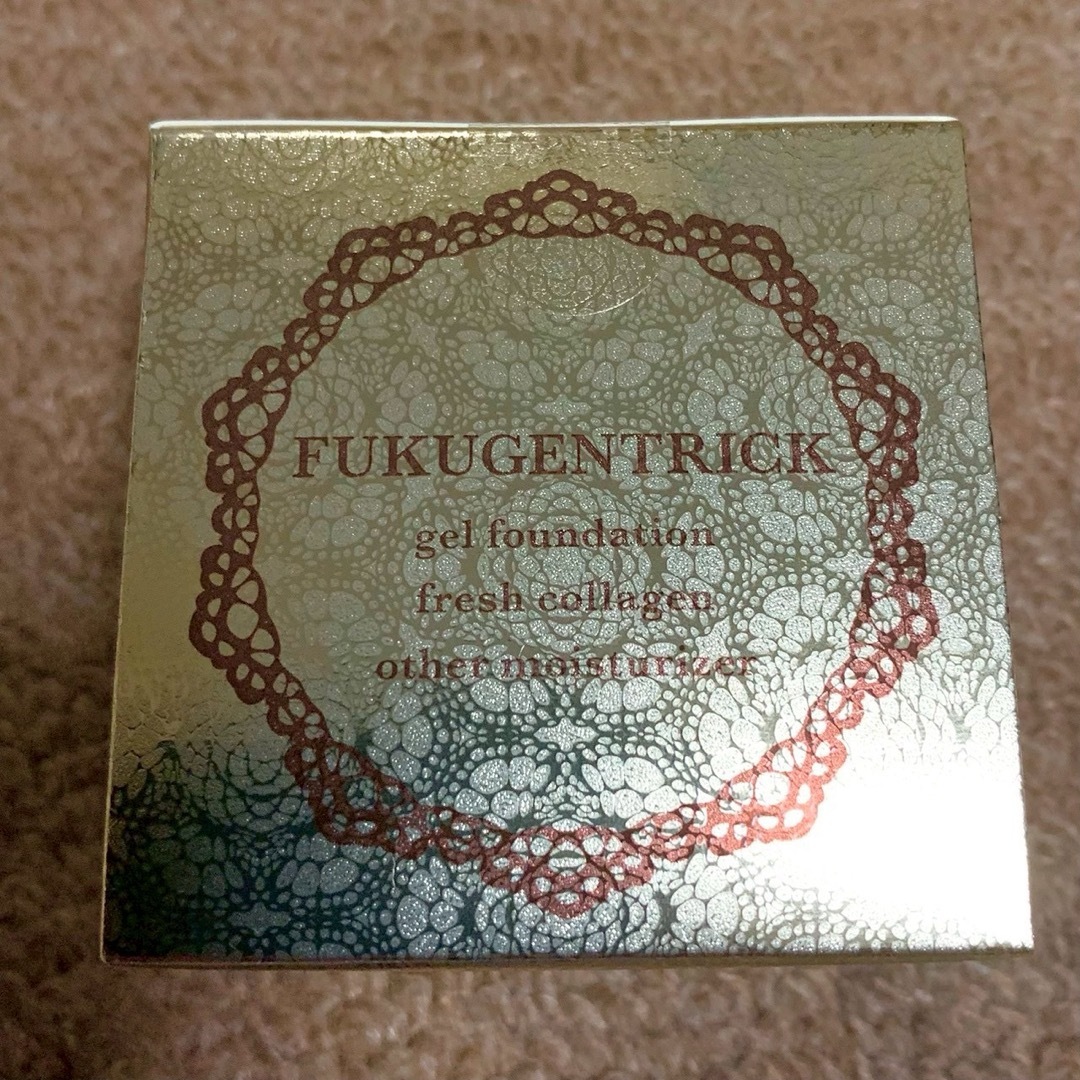 FUKUGENTRICK
gel foundation
fresh collagen
other moisturizer